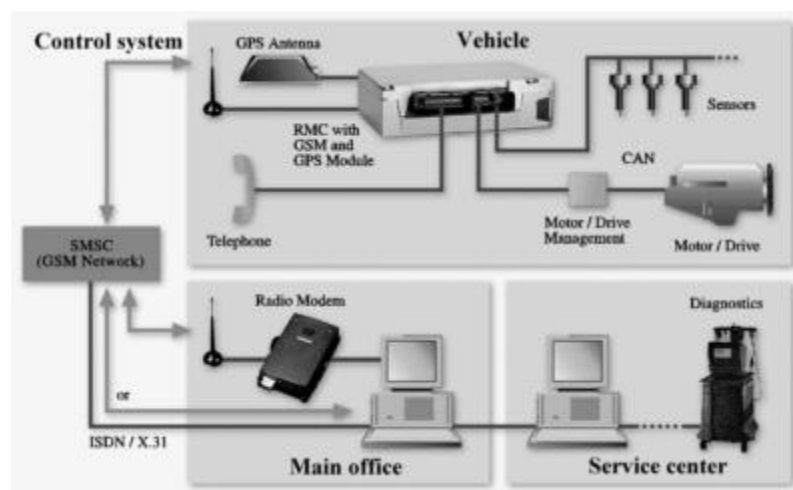 Control system
GPS Antenna
Vehicle
RMC with
GSM and
GPS Module
Sensors
CAN
Telephone
Motor / Drive
Management
Motor / Drive
SMSC
(GSM Network)
Radio Modem
Diagnostics
or
ISDN / X.31
Main office
Service center